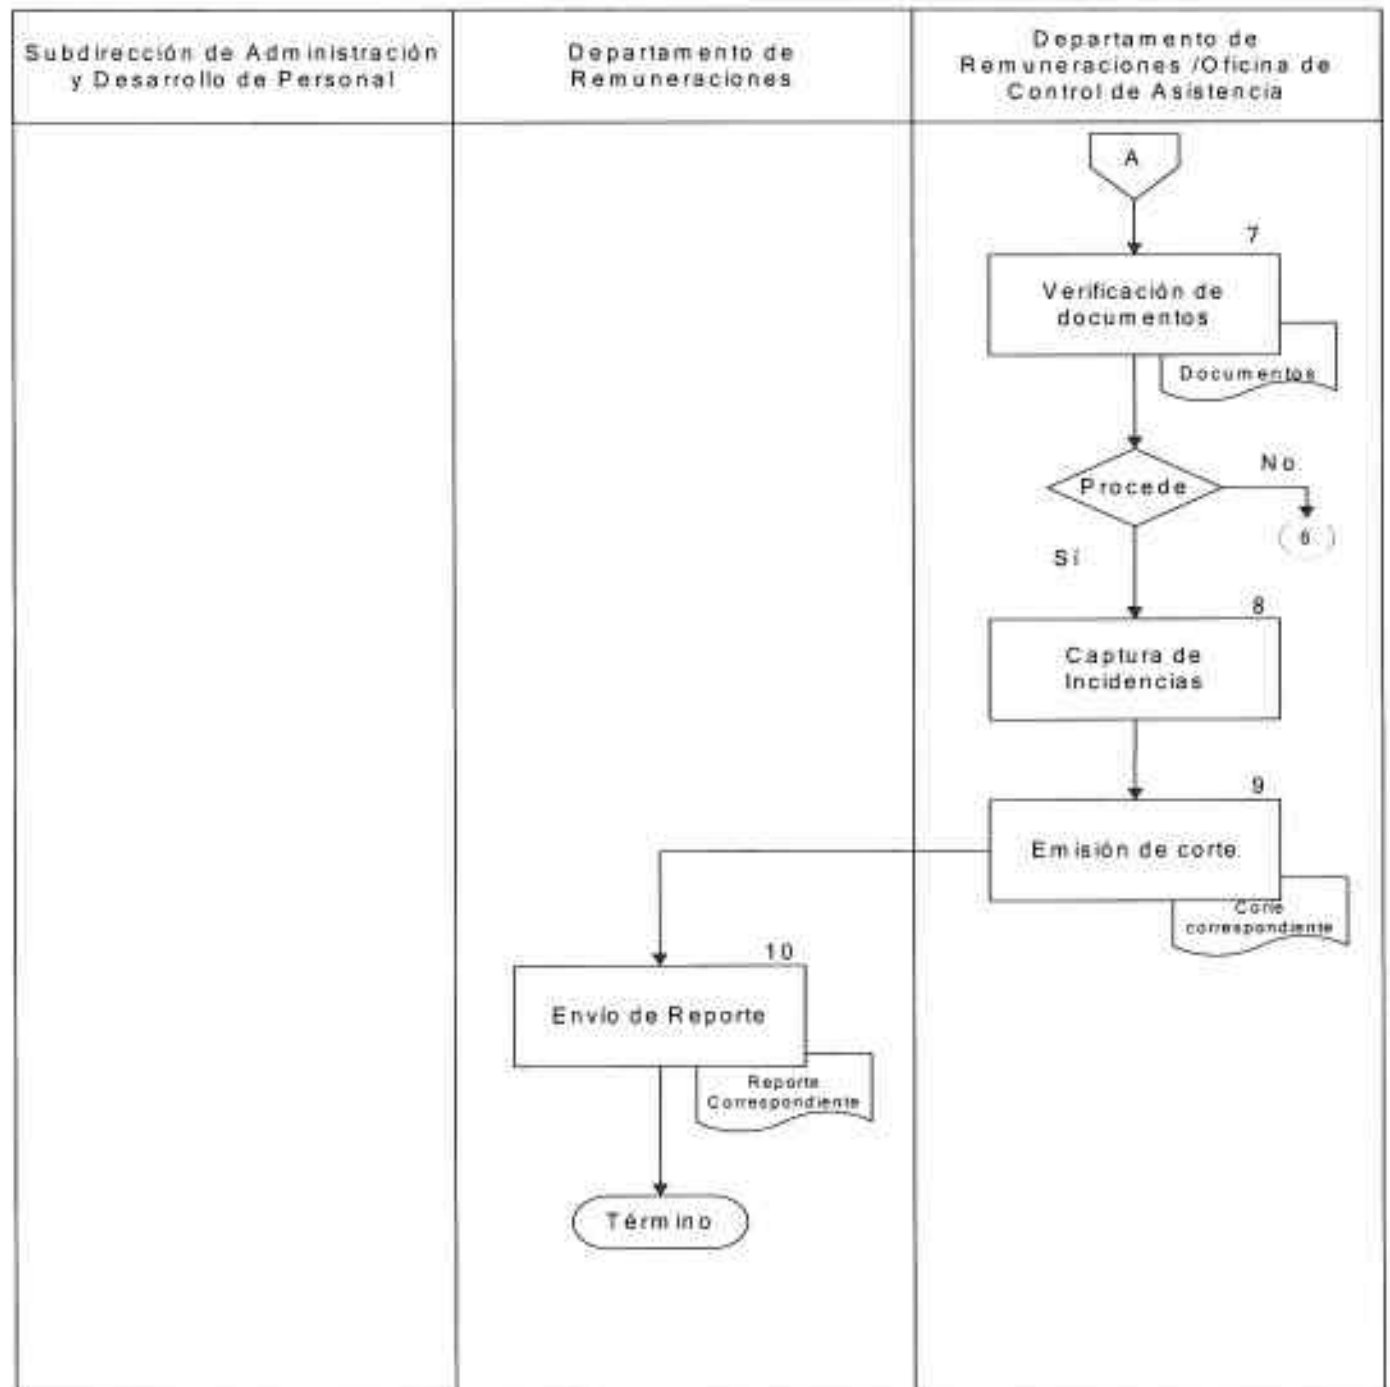 Subdirección de Administración
y Desarrollo de Personal
Departamento de
Remuneraciones
Departamento de
Remuneraciones /Oficina de
Control de Asistencia
A
7
Verificación de
documentos
Documentos
Procede
No
6
Sí
8
Captura de
Incidencias
9
Emisión de corte
Corte
correspondiente
10
Envío de Reporte
Reporte
Correspondiente
Término